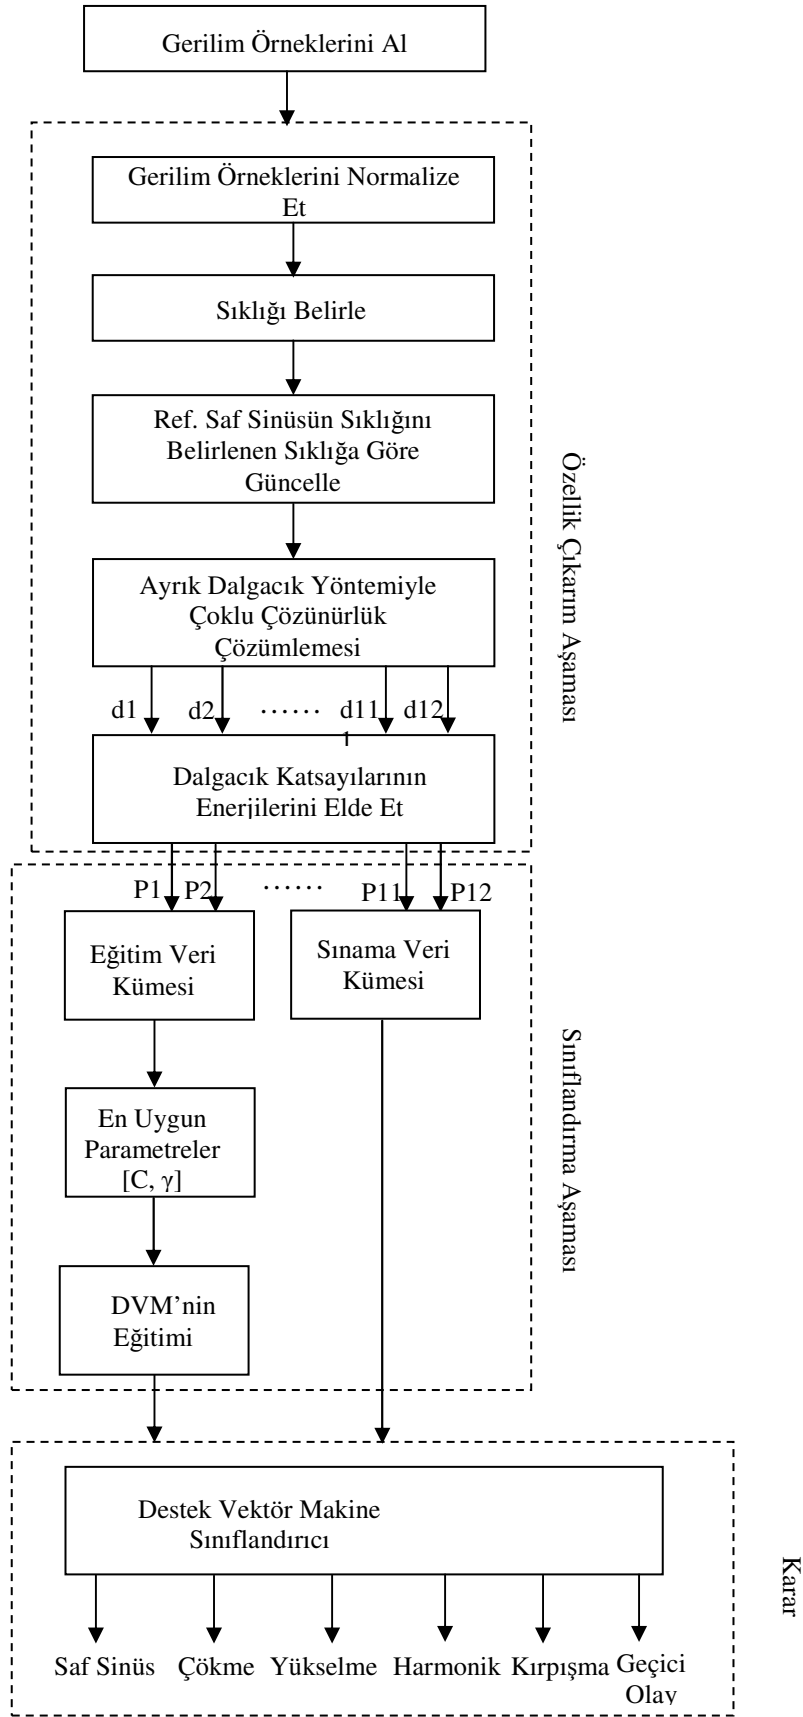 Gerilim Örneklerini Al
Gerilim Örneklerini Normalize
Et
Sıklığı Belirle
Ref. Saf Sinüsün Sıklığını
Belirlenen Sıklığa Göre
Güncelle
Ayrık Dalgacık Yöntemiyle
Çoklu Çözünürlük
Çözümlemesi
d1 d2 ...... d11 d12
1
Dalgacık Katsayılarının
Enerjilerini Elde Et
Özellik Çıkarım Aşaması
P1 P2 ...... P11 P12
Eğitim Veri
Kümesi
Sınama Veri
Kümesi
En Uygun
Parametreler
[C, γ]
DVM’nin
Eğitimi
Sınıflandırma Aşaması
Destek Vektör Makine
Sınıflandırıcı
Saf Sinüs Çökme Yükselme Harmonik Kırpışma Geçici
Olay
Karar